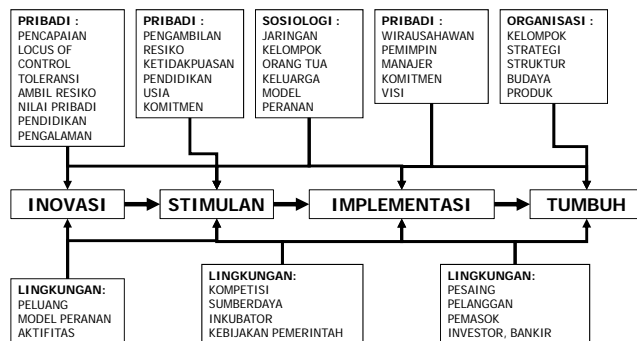 PRIBADI :
PENCAPAIAN
LOCUS OF
CONTROL
TOLERANSI
AMBIL RESIKO
NILAI PRIBADI
PENDIDIKAN
PENGALAMAN
PRIBADI :
PENGAMBILAN
RESIKO
KETIDAKPUASAN
PENDIDIKAN
USIA
KOMITMEN
SOSIOLOGI :
JARINGAN
KELOMPOK
ORANG TUA
KELUARGA
MODEL
PERANAN
PRIBADI :
WIRAUSAHAWAN
PEMIMPIN
MANAJER
KOMITMEN
VISI
ORGANISASI :
KELOMPOK
STRATEGI
STRUKTUR
BUDAYA
PRODUK
INOVASI
STIMULAN
IMPLEMENTASI
TUMBUH
LINGKUNGAN:
PELUANG
MODEL PERANAN
AKTIFITAS
LINGKUNGAN:
KOMPETISI
SUMBERDAYA
INKUBATOR
KEBIJAKAN PEMERINTAH
LINGKUNGAN:
PESAING
PELANGGAN
PEMASOK
INVESTOR, BANKIR